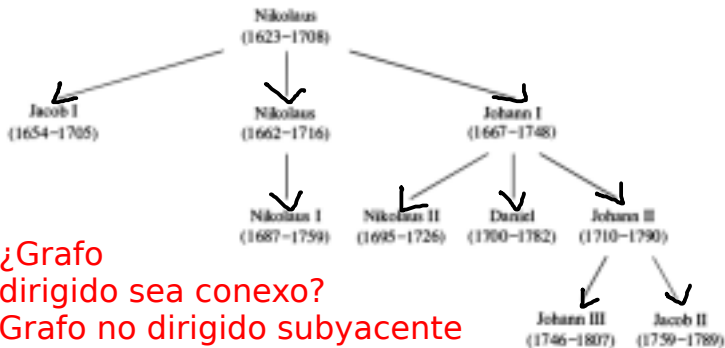 Nikolaus
(1623–1708)
Jacob I
(1654–1705)
Nikolaus
(1662–1716)
Johann I
(1667–1748)
Nikolaus I
(1687–1759)
Nikolaus II
(1695–1726)
Daniel
(1700–1782)
Johann II
(1710–1790)
¿Grafo
dirigido sea conexo?
Grafo no dirigido subyacente
Johann III
(1746–1807)
Jacob II
(1759–1789)